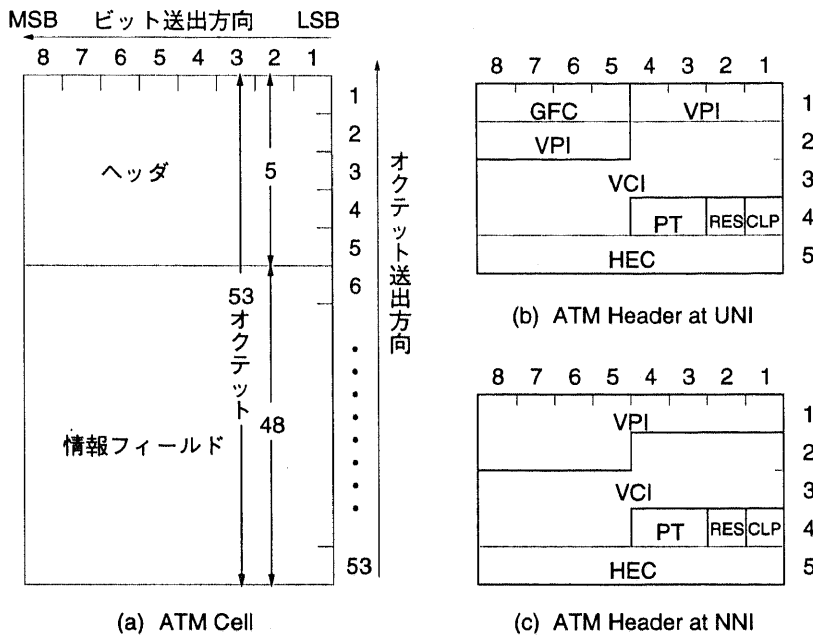 MSB ビット送出方向 LSB
8 7 6 5 4 3 2 1
1
2
ヘッダ 5 3
4
5
6
53オクテット
48
情報フィールド
53
オクテット送出方向
(a) ATM Cell
8 7 6 5 4 3 2 1
GFC VPI 1
VPI 2
VCI 3
PT RES CLP 4
HEC 5
(b) ATM Header at UNI
8 7 6 5 4 3 2 1
VPI 1
2
VCI 3
PT RES CLP 4
HEC 5
(c) ATM Header at NNI